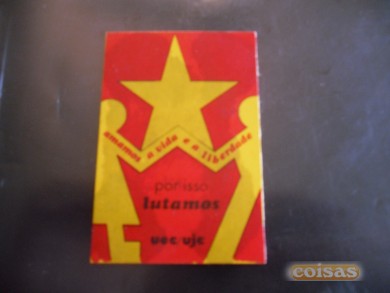 amamos a vida e a liberdade
por isso
lutamos
uec/ujc
coisas